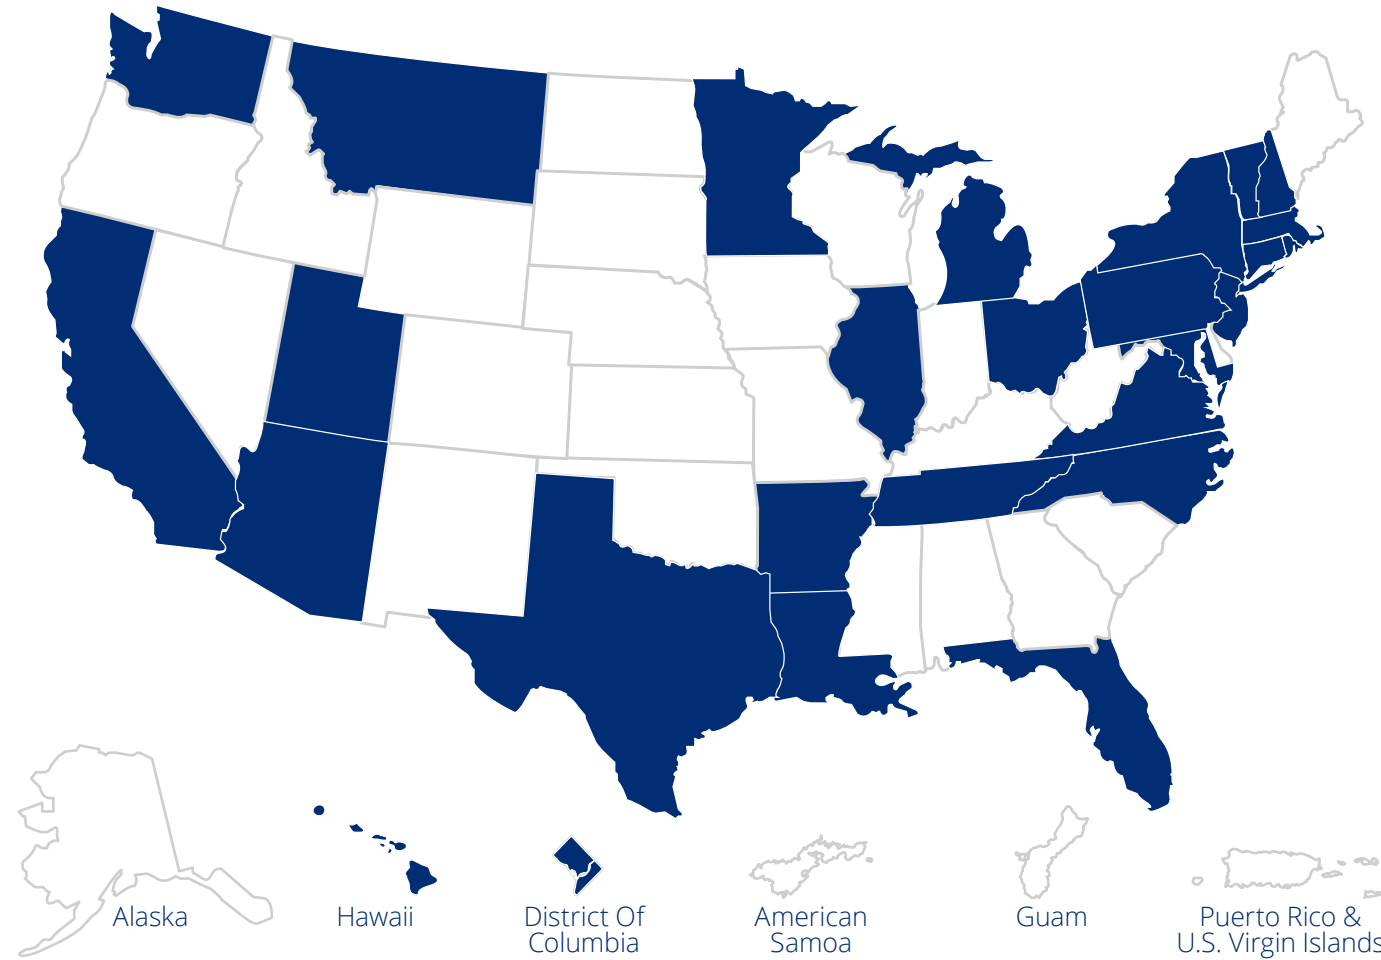 Alaska
Hawaii
District Of
Columbia
American
Samoa
Guam
Puerto Rico &
U.S. Virgin Islands